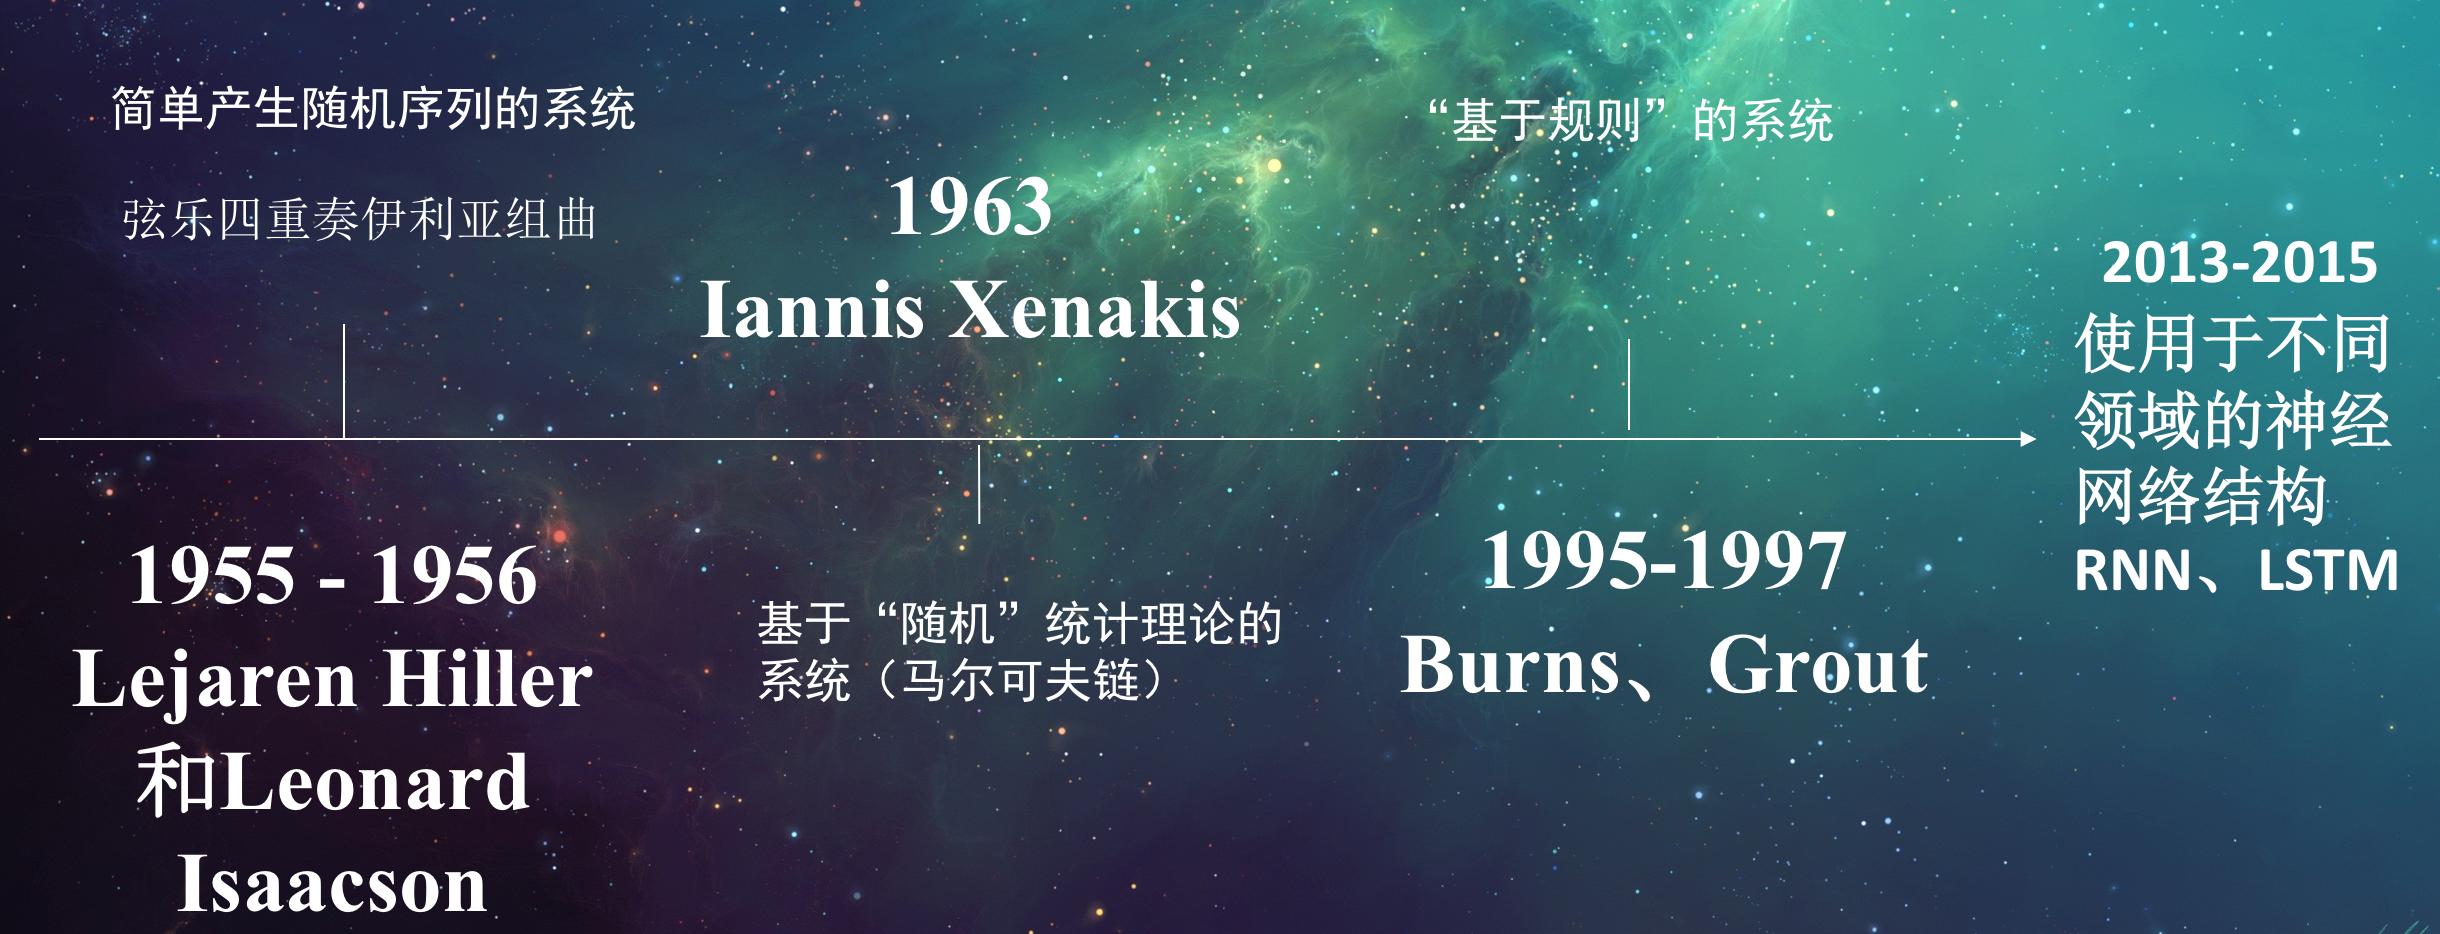 简单产生随机序列的系统
弦乐四重奏伊利亚组曲
1955 - 1956
Lejaren Hiller
和Leonard
Isaacson
1963
Iannis Xenakis
基于“随机”统计理论的
系统（马尔可夫链）
“基于规则”的系统
1995-1997
Burns、Grout
2013-2015
使用于不同
领域的神经
网络结构
RNN、LSTM